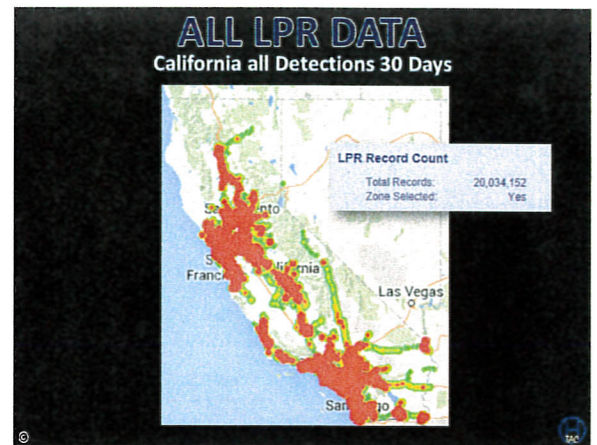 ALL LPR DATA
California all Detections 30 Days
LPR Record Count
Total Records: 20,034,152
Zone Selected: Yes
Las Vegas
©
TAC